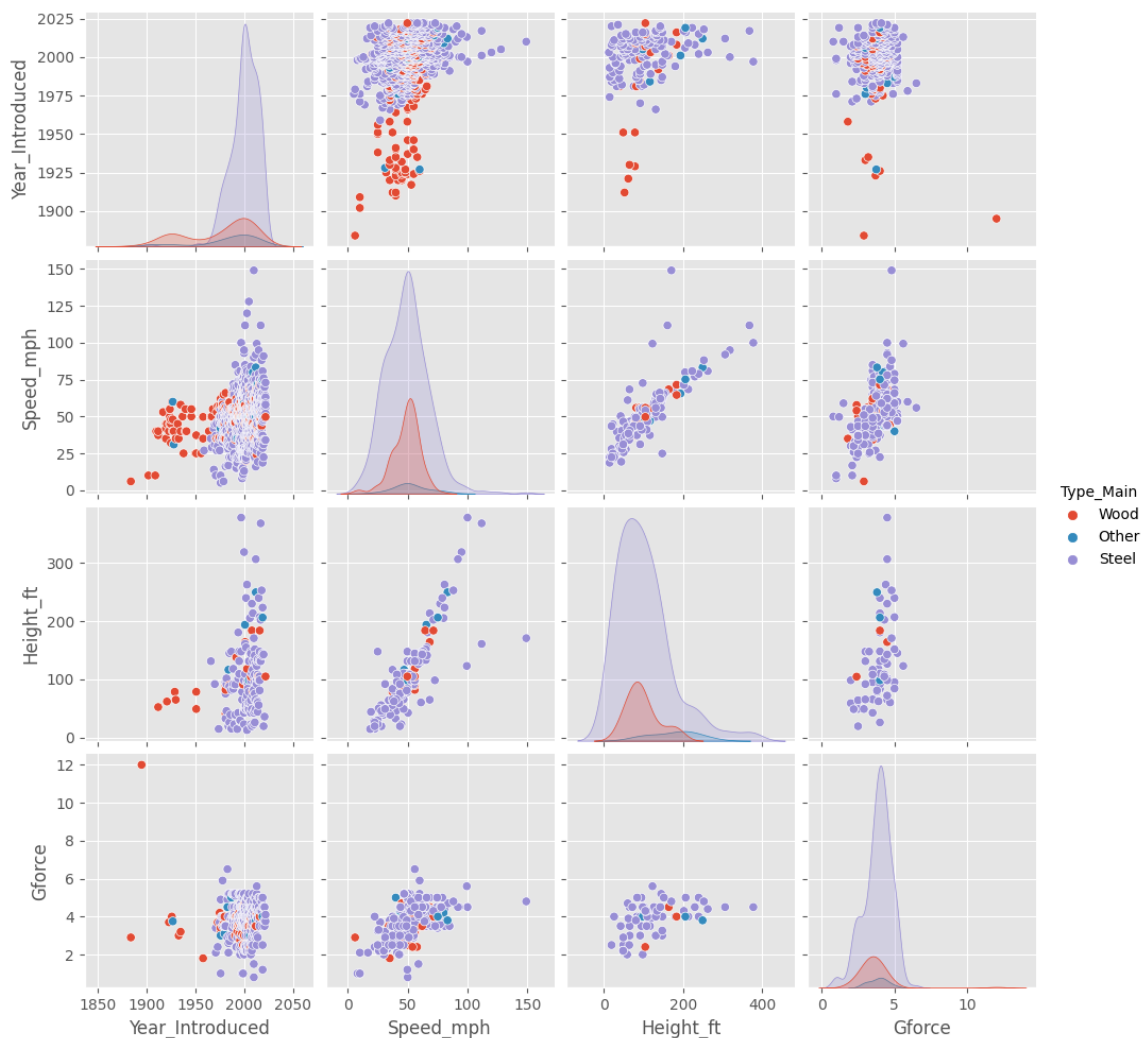 2025
2000
1975
1950
1925
1900
Year_Introduced
150
125
100
75
50
25
0
Speed_mph
300
200
100
0
Height_ft
12
10
8
6
4
2
Gforce
Type_Main
Wood
Other
Steel
1850 1900 1950 2000 2050 0 50 100 150 0 200 400 0 5 10
Year_Introduced Speed_mph Height_ft Gforce